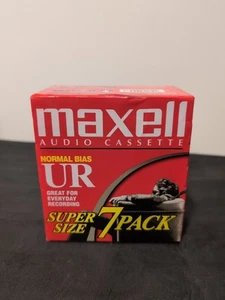 maxell
AUDIO CASSETTE
NORMAL BIAS
UR
GREAT FOR
EVERYDAY
RECORDING
SUPER
SIZE
7 PACK